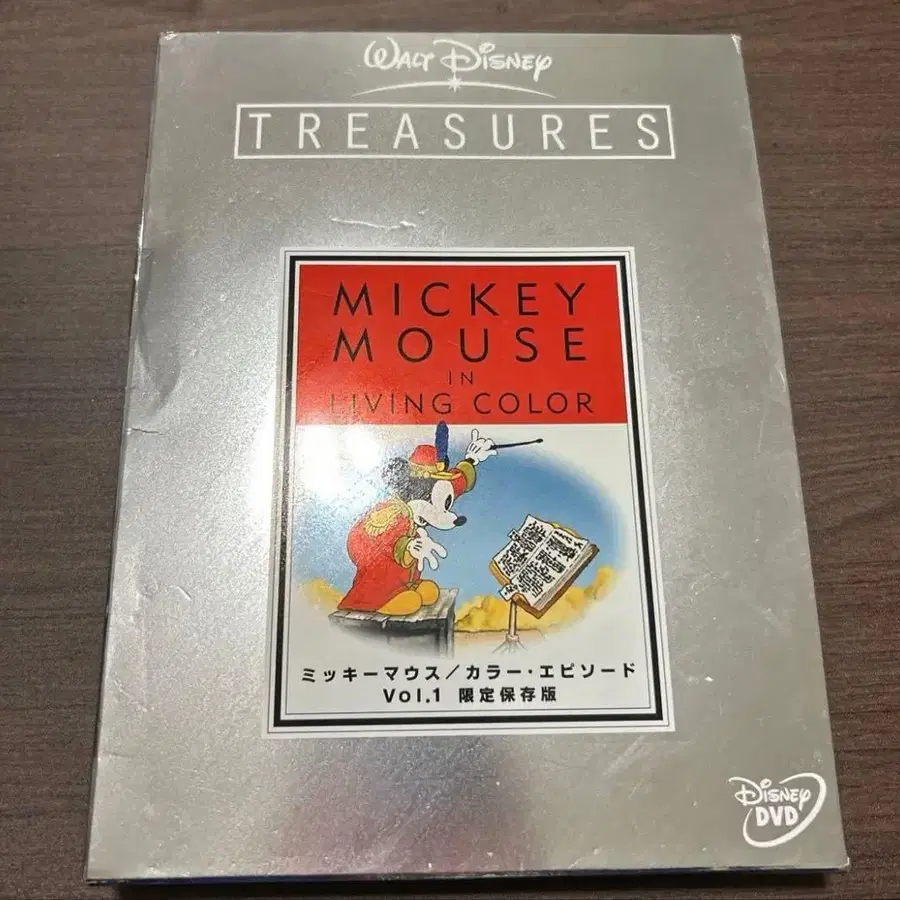 WALT DISNEY
TREASURES
MICKEY
MOUSE
IN
LIVING COLOR
ミッキーマウス/カラー・エピソード
Vol.1 限定保存版
DISNEY
DVD